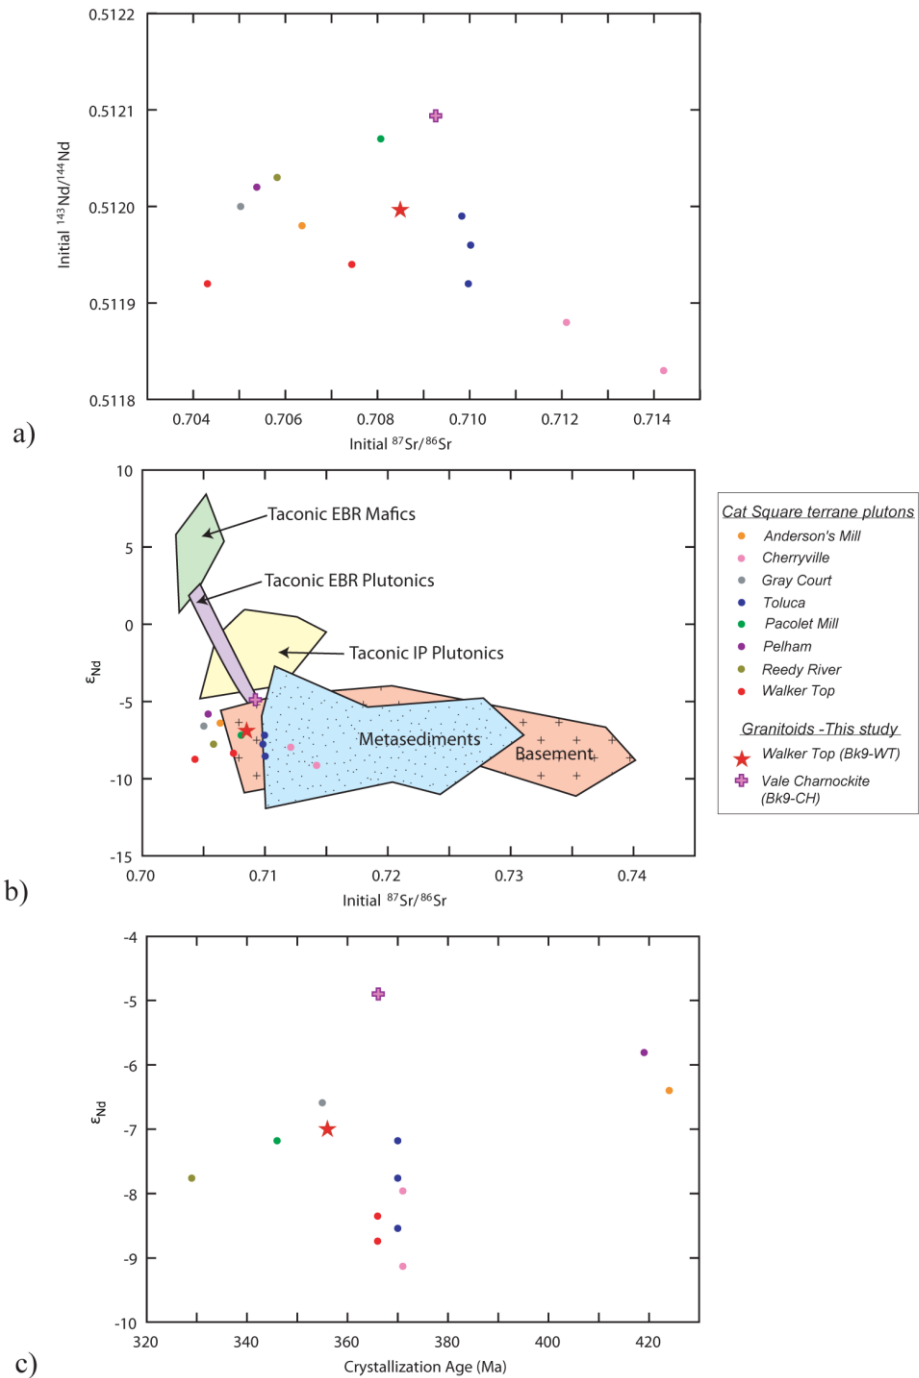 0.5122
0.5121
0.5120
0.5119
0.5118
Initial ¹⁴³Nd/¹⁴⁴Nd
0.704
0.706
0.708
0.710
0.712
0.714
Initial ⁸⁷Sr/⁸⁶Sr
a)
10
5
0
-5
-10
-15
εNd
Taconic EBR Mafics
Taconic EBR Plutonics
Taconic IP Plutonics
Metasediments
Basement
0.70
0.71
0.72
0.73
0.74
Initial ⁸⁷Sr/⁸⁶Sr
b)
Cat Square terrane plutons
Anderson's Mill
Cherryville
Gray Court
Toluca
Pacolet Mill
Pelham
Reedy River
Walker Top
Granitoids -This study
Walker Top (Bk9-WT)
Vale Charnockite
(Bk9-CH)
-4
-5
-6
-7
-8
-9
-10
εNd
320
340
360
380
400
420
Crystallization Age (Ma)
c)